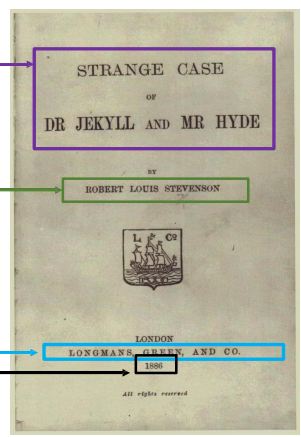 STRANGE CASE
OF
DR JEKYLL AND MR HYDE
BY
ROBERT LOUIS STEVENSON
L Cº
LONDON
LONGMANS, GREEN, AND CO.
1886
All rights reserved